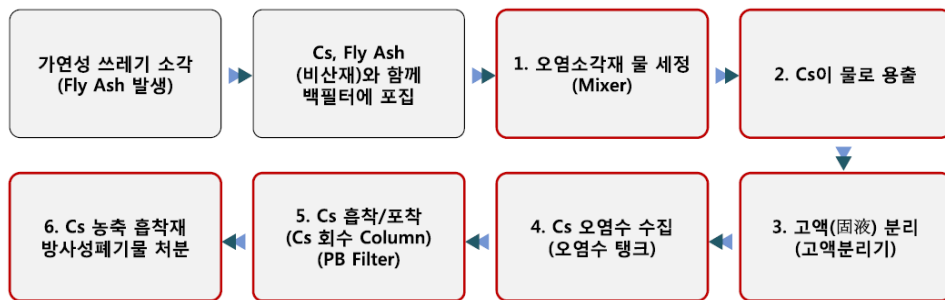 가연성 쓰레기 소각
(Fly Ash 발생)
Cs, Fly Ash
(비산재)와 함께
백필터에 포집
1. 오염소각재 물 세정
(Mixer)
2. Cs이 물로 용출
3. 고액(固液) 분리
(고액분리기)
4. Cs 오염수 수집
(오염수 탱크)
5. Cs 흡착/포착
(Cs 회수 Column)
(PB Filter)
6. Cs 농축 흡착재
방사성폐기물 처분